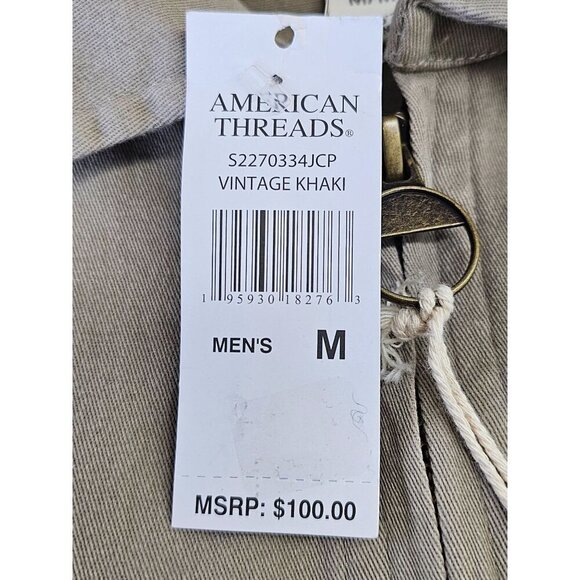 AMERICAN
THREADS®
S2270334JCP
VINTAGE KHAKI
1 95930 18276 3
MEN'S M
MSRP: $100.00